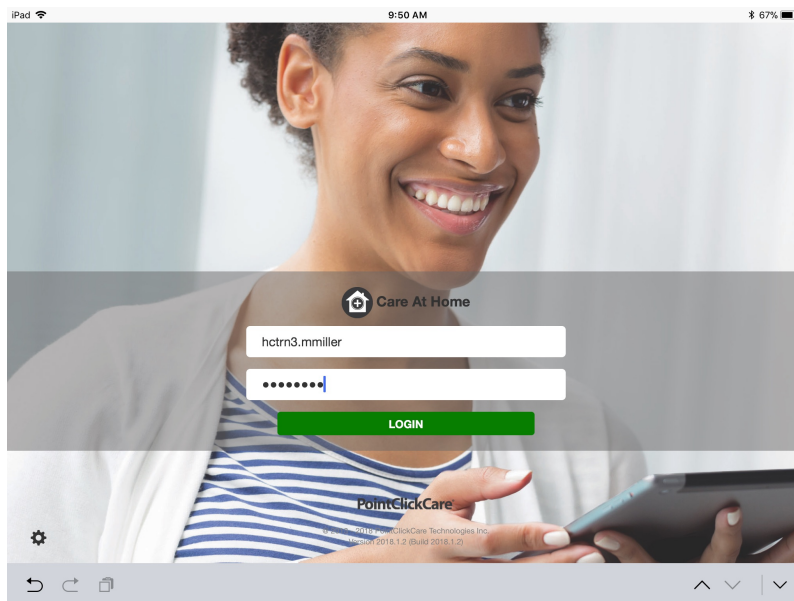 iPad 9:50 AM 67%
Care At Home
hctrn3.mmiller
••••••••
LOGIN
PointClickCare
2018 PointClickCare Technologies Inc.
Version 2018.1.2 (Build 2018.1.2)